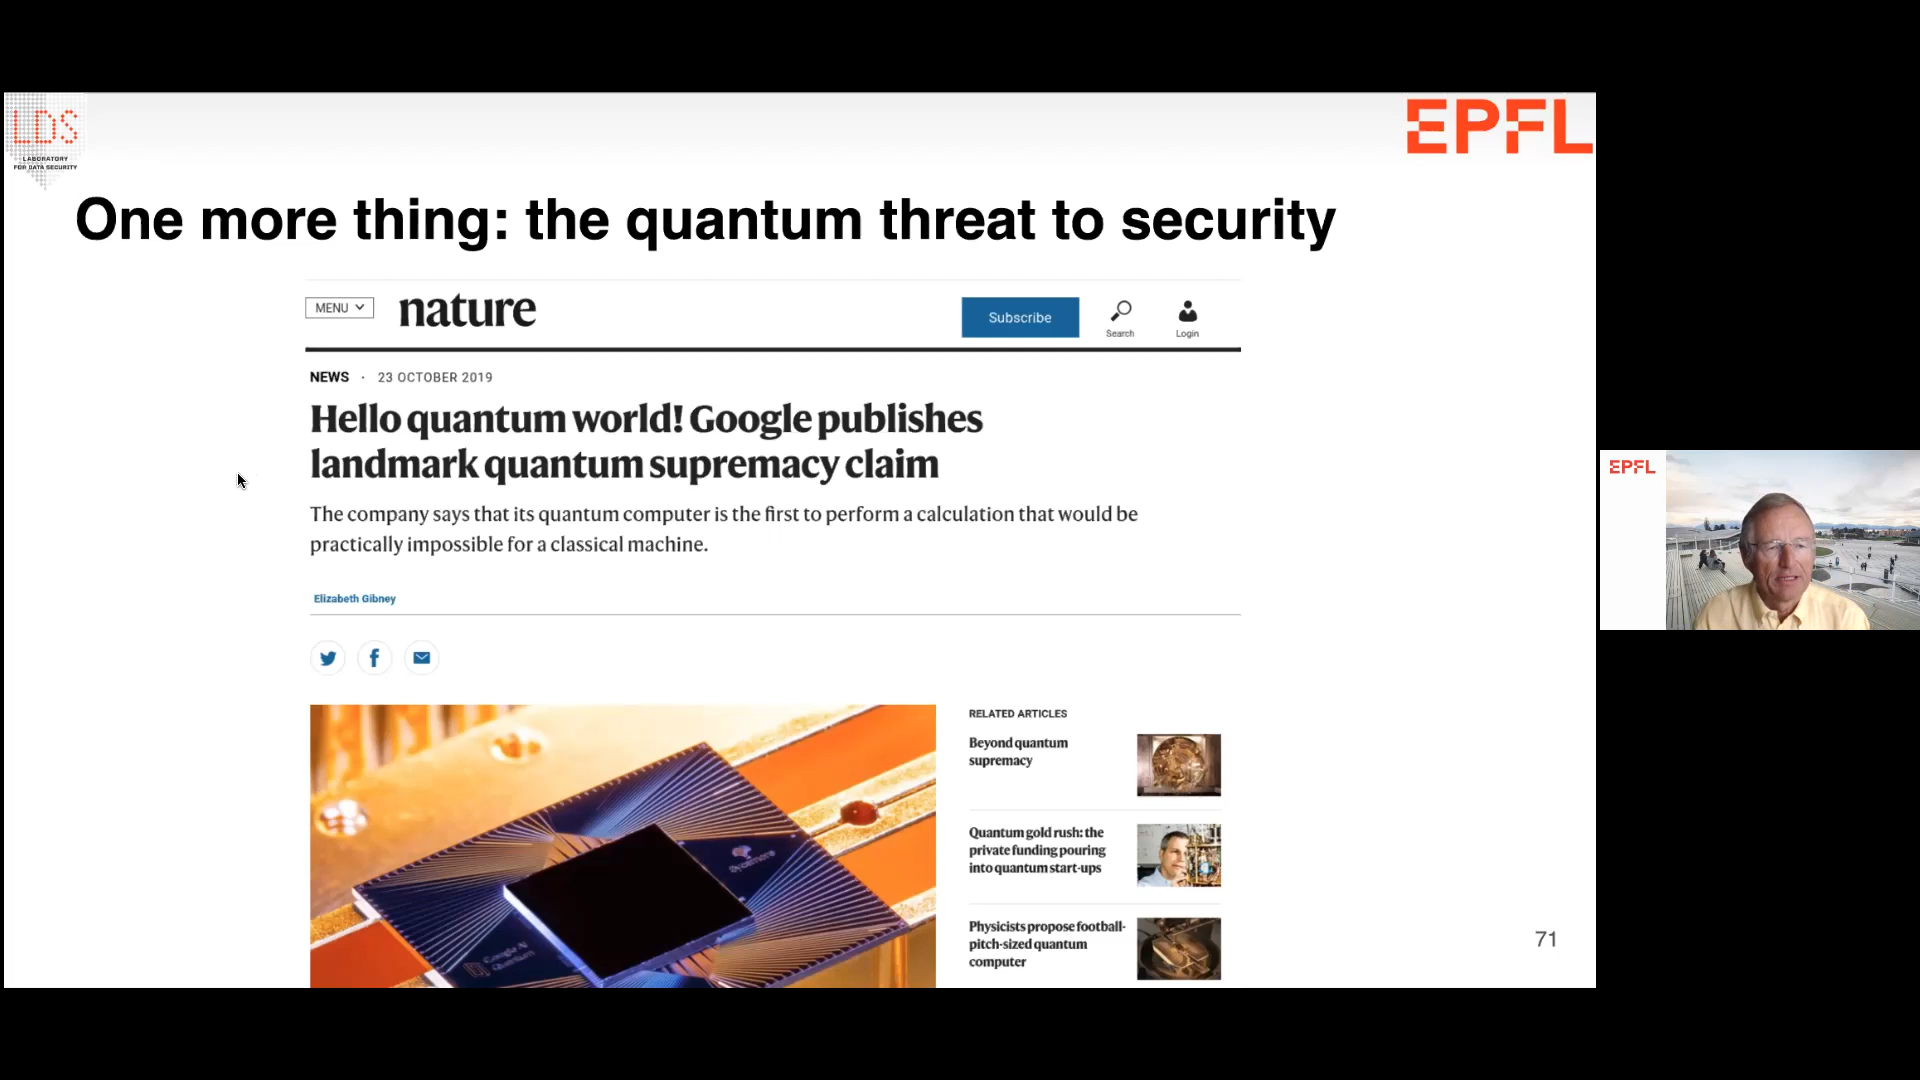 LDS
LABORATORY
FOR DATA SECURITY
EPFL
One more thing: the quantum threat to security
MENU
nature
Subscribe
Search
Login
NEWS · 23 OCTOBER 2019
Hello quantum world! Google publishes
landmark quantum supremacy claim
The company says that its quantum computer is the first to perform a calculation that would be
practically impossible for a classical machine.
Elizabeth Gibney
RELATED ARTICLES
Beyond quantum
supremacy
Quantum gold rush: the
private funding pouring
into quantum start-ups
Physicists propose football-
pitch-sized quantum
computer
Sycamore
Google AI
Quantum
71
EPFL